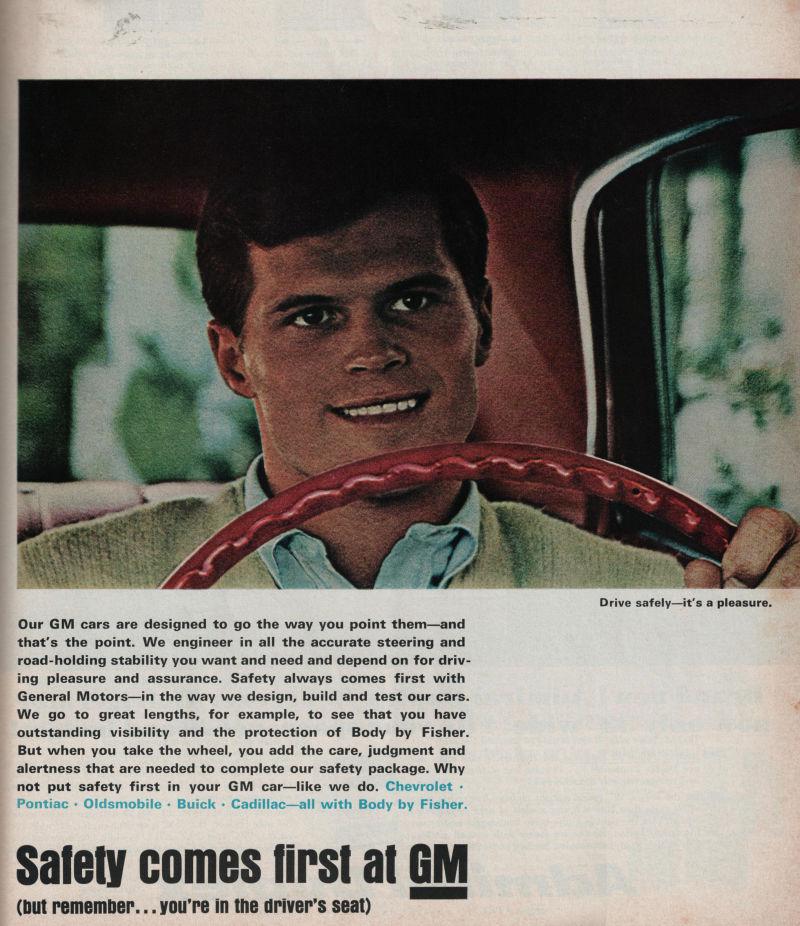 Drive safely—it's a pleasure.
Our GM cars are designed to go the way you point them—and
that's the point. We engineer in all the accurate steering and
road-holding stability you want and need and depend on for driv-
ing pleasure and assurance. Safety always comes first with
General Motors—in the way we design, build and test our cars.
We go to great lengths, for example, to see that you have
outstanding visibility and the protection of Body by Fisher.
But when you take the wheel, you add the care, judgment and
alertness that are needed to complete our safety package. Why
not put safety first in your GM car—like we do. Chevrolet ·
Pontiac · Oldsmobile · Buick · Cadillac—all with Body by Fisher.
Safety comes first at GM
(but remember...you're in the driver's seat)